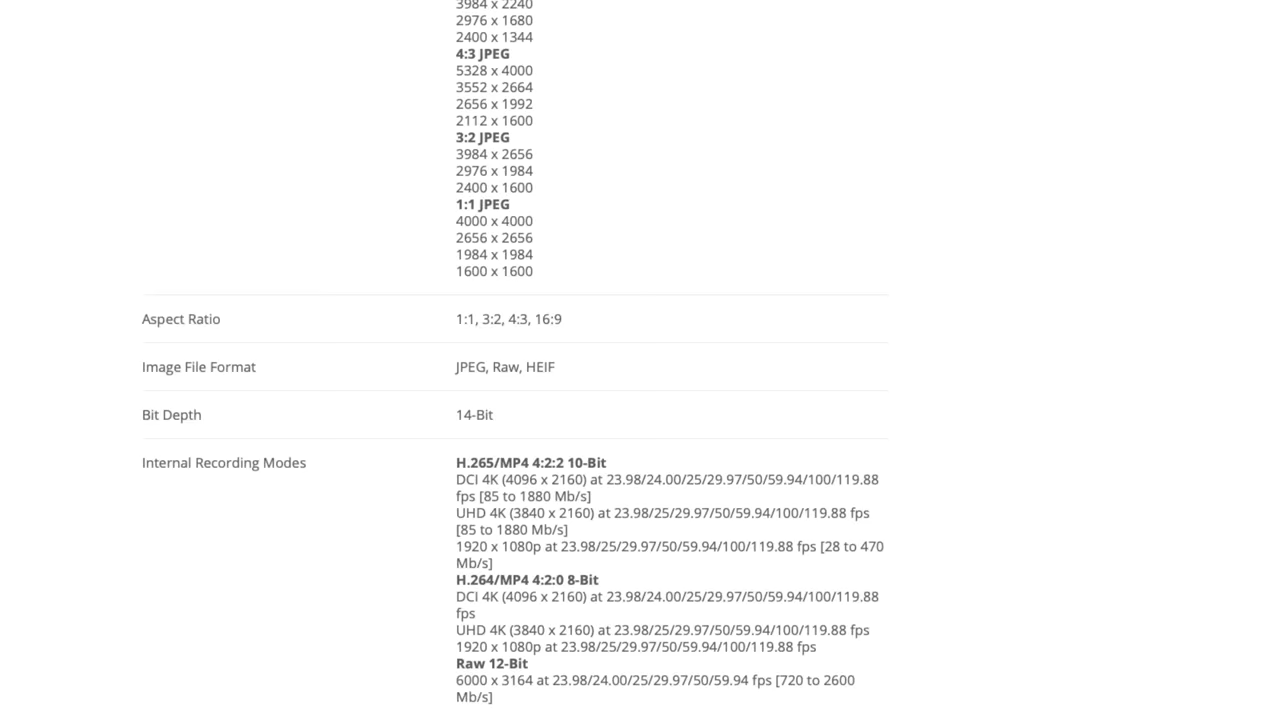 3984 x 2240
2976 x 1680
2400 x 1344
4:3 JPEG
5328 x 4000
3552 x 2664
2656 x 1992
2112 x 1600
3:2 JPEG
3984 x 2656
2976 x 1984
2400 x 1600
1:1 JPEG
4000 x 4000
2656 x 2656
1984 x 1984
1600 x 1600
Aspect Ratio
1:1, 3:2, 4:3, 16:9
Image File Format
JPEG, Raw, HEIF
Bit Depth
14-Bit
Internal Recording Modes
H.265/MP4 4:2:2 10-Bit
DCI 4K (4096 x 2160) at 23.98/24.00/25/29.97/50/59.94/100/119.88
fps [85 to 1880 Mb/s]
UHD 4K (3840 x 2160) at 23.98/25/29.97/50/59.94/100/119.88 fps
[85 to 1880 Mb/s]
1920 x 1080p at 23.98/25/29.97/50/59.94/100/119.88 fps [28 to 470
Mb/s]
H.264/MP4 4:2:0 8-Bit
DCI 4K (4096 x 2160) at 23.98/24.00/25/29.97/50/59.94/100/119.88
fps
UHD 4K (3840 x 2160) at 23.98/25/29.97/50/59.94/100/119.88 fps
1920 x 1080p at 23.98/25/29.97/50/59.94/100/119.88 fps
Raw 12-Bit
6000 x 3164 at 23.98/24.00/25/29.97/50/59.94 fps [720 to 2600
Mb/s]